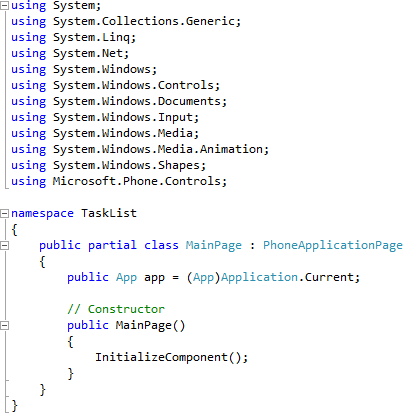 using System;
using System.Collections.Generic;
using System.Linq;
using System.Net;
using System.Windows;
using System.Windows.Controls;
using System.Windows.Documents;
using System.Windows.Input;
using System.Windows.Media;
using System.Windows.Media.Animation;
using System.Windows.Shapes;
using Microsoft.Phone.Controls;

namespace TaskList
{
    public partial class MainPage : PhoneApplicationPage
    {
        public App app = (App)Application.Current;

        // Constructor
        public MainPage()
        {
            InitializeComponent();
        }
    }
}